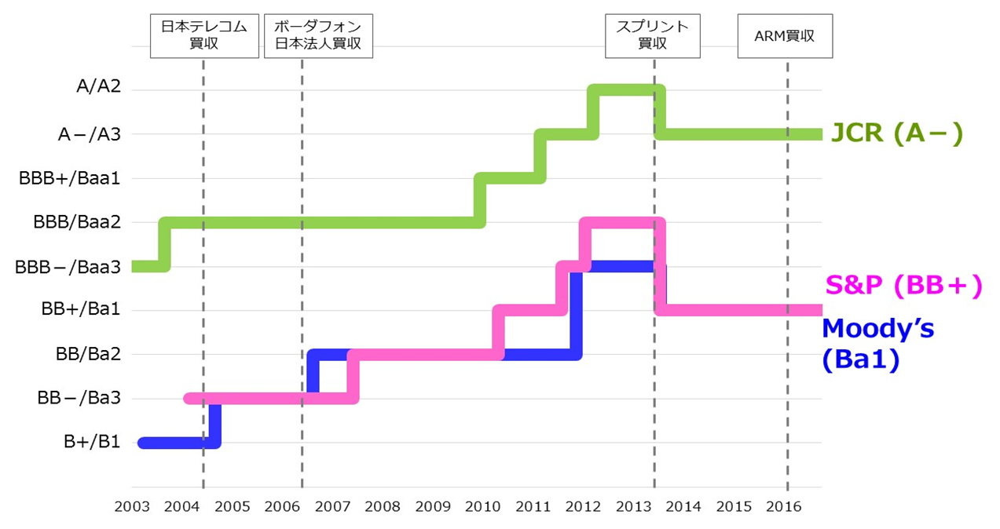 日本テレコム
買収
ボーダフォン
日本法人買収
スプリント
買収
ARM買収
A/A2
A－/A3
BBB+/Baa1
BBB/Baa2
BBB－/Baa3
BB+/Ba1
BB/Ba2
BB－/Ba3
B+/B1
JCR (A－)
S&P (BB＋)
Moody’s
(Ba1)
2003 2004 2005 2006 2007 2008 2009 2010 2011 2012 2013 2014 2015 2016